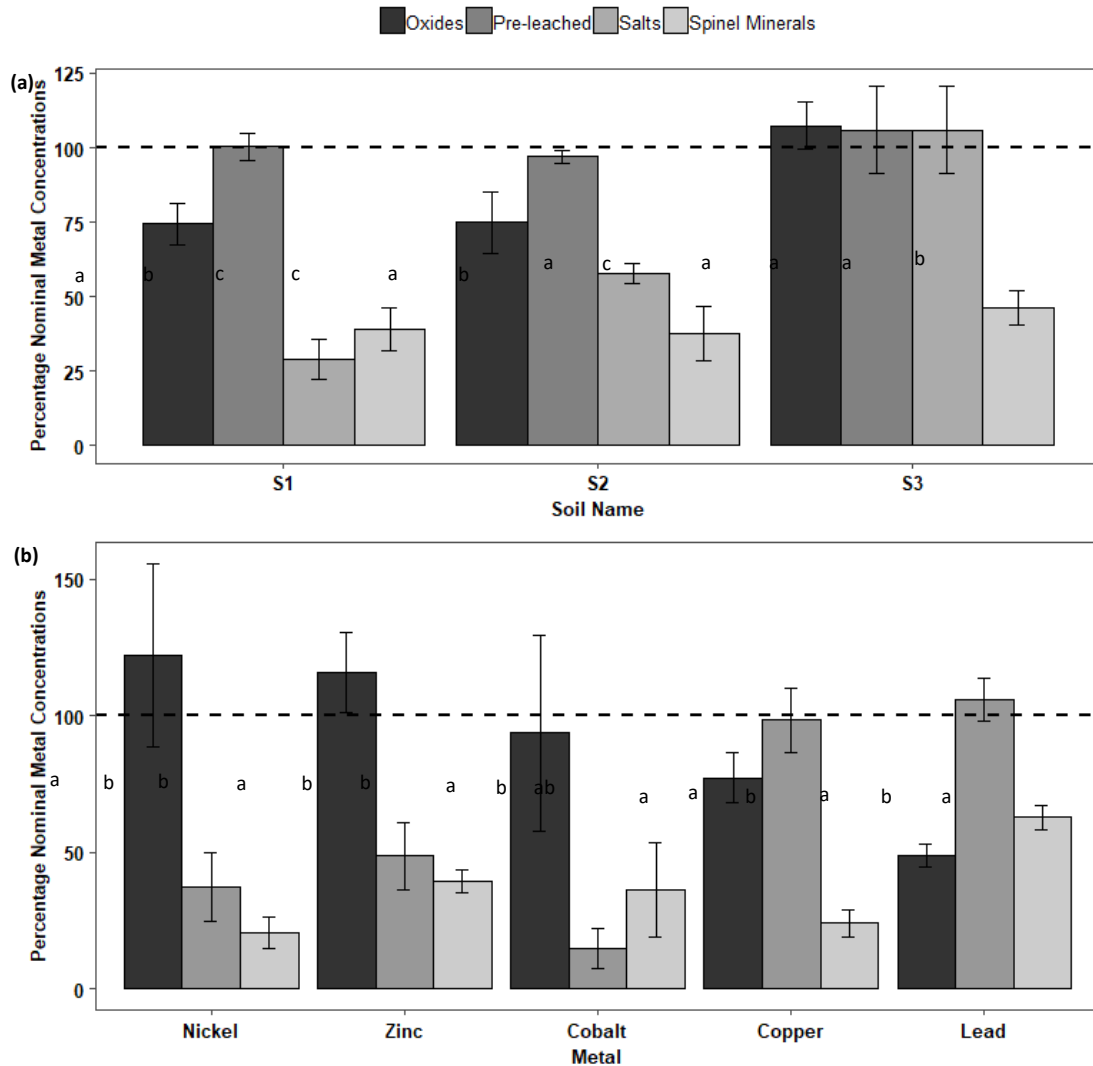 Oxides Pre-leached Salts Spinel Minerals
(a)
Percentage Nominal Metal Concentrations
125
100
75
50
25
0
a b c c a b a c a a a b
S1 S2 S3
Soil Name
(b)
Percentage Nominal Metal Concentrations
150
100
50
0
a b b a b b a b ab a a b a b a
Nickel Zinc Cobalt Copper Lead
Metal